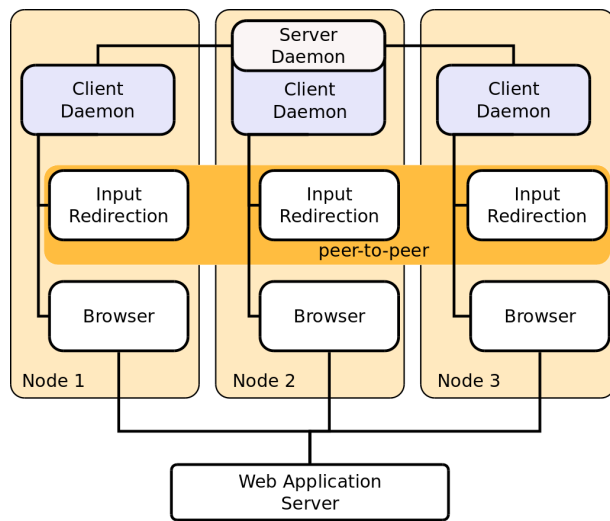 Server
Daemon
Client
Daemon
Client
Daemon
Client
Daemon
Input
Redirection
Input
Redirection
Input
Redirection
peer-to-peer
Browser
Browser
Browser
Node 1
Node 2
Node 3
Web Application
Server